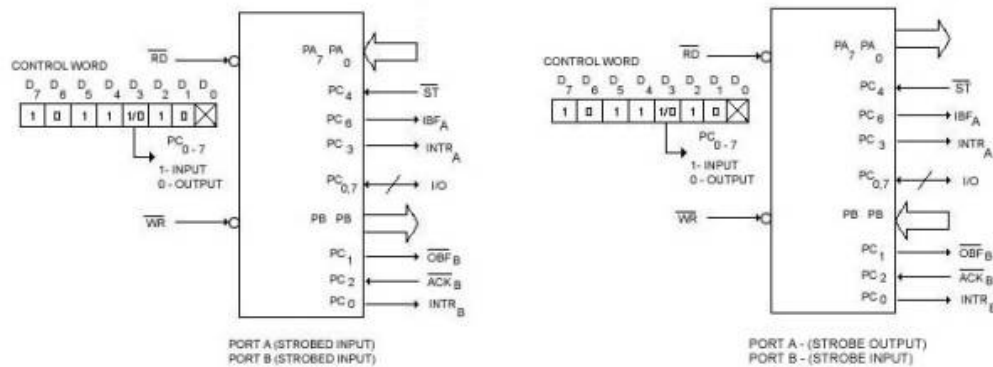 RD
CONTROL WORD
D7 D6 D5 D4 D3 D2 D1 D0
1 0 1 1 1/0 1 0
PC0-7
1- INPUT
0 - OUTPUT
WR
PA7 PA0
PC4 ST
PC6 IBFA
PC3 INTRA
PC0,7 I/O
PB PB
PC1 OBFB
PC2 ACKB
PC0 INTRB
PORT A (STROBED INPUT)
PORT B (STROBED INPUT)
RD
CONTROL WORD
D7 D6 D5 D4 D3 D2 D1 D0
1 0 1 1 1/0 1 0
PC0-7
1- INPUT
0 - OUTPUT
WR
PA7 PA0
PC4 ST
PC6 IBFA
PC3 INTRA
PC0,7 I/O
PB PB
PC1 OBFB
PC2 ACKB
PC0 INTR
PORT A - (STROBE OUTPUT)
PORT B - (STROBE INPUT)